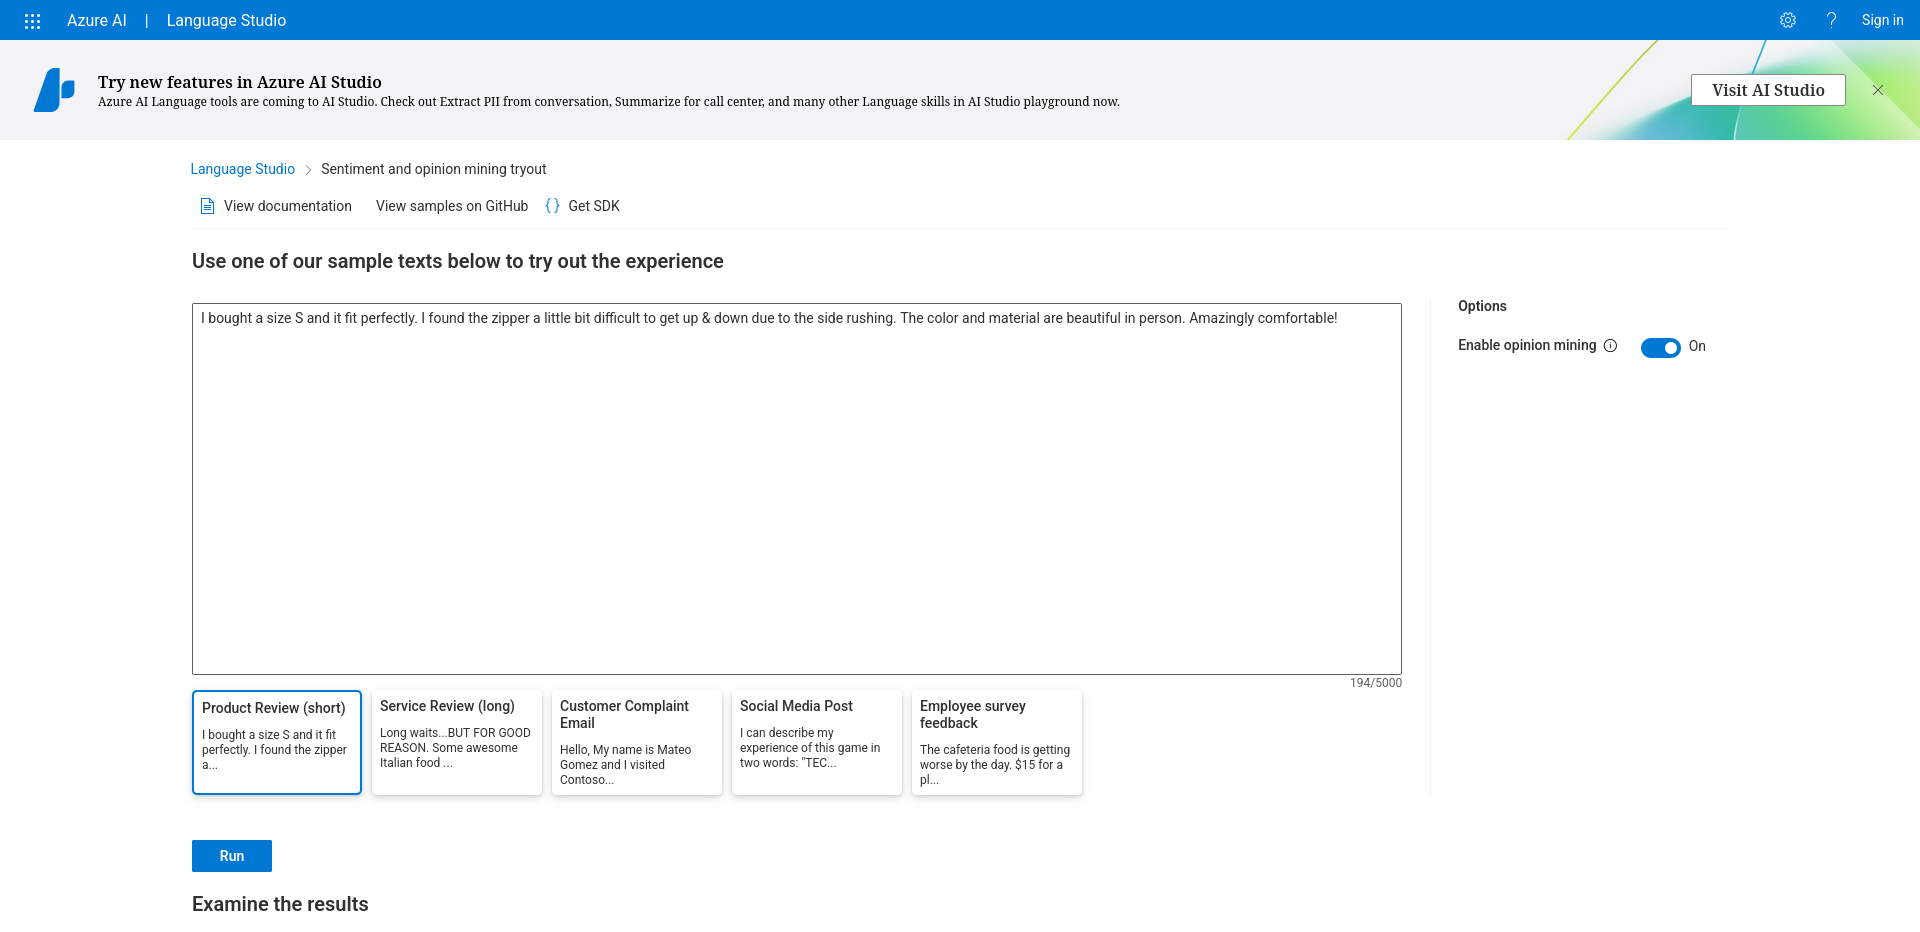 Azure AI | Language Studio
Sign in
Try new features in Azure AI Studio
Azure AI Language tools are coming to AI Studio. Check out Extract PII from conversation, Summarize for call center, and many other Language skills in AI Studio playground now.
Visit AI Studio
Language Studio > Sentiment and opinion mining tryout
View documentation View samples on GitHub {} Get SDK
Use one of our sample texts below to try out the experience
I bought a size S and it fit perfectly. I found the zipper a little bit difficult to get up & down due to the side rushing. The color and material are beautiful in person. Amazingly comfortable!
194/5000
Options
Enable opinion mining
On
Product Review (short)
I bought a size S and it fit
perfectly. I found the zipper
a...
Service Review (long)
Long waits...BUT FOR GOOD
REASON. Some awesome
Italian food ...
Customer Complaint
Email
Hello, My name is Mateo
Gomez and I visited
Contoso...
Social Media Post
I can describe my
experience of this game in
two words: "TEC...
Employee survey
feedback
The cafeteria food is getting
worse by the day. $15 for a
pl...
Run
Examine the results